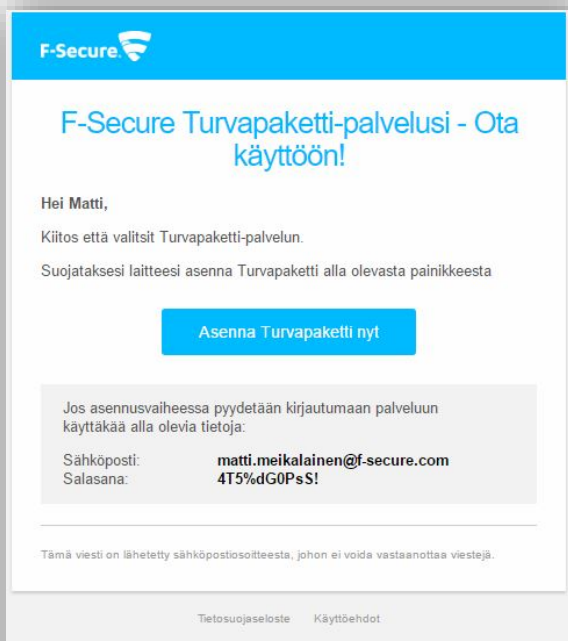 F-Secure.
F-Secure Turvapaketti-palvelusi - Ota
käyttöön!
Hei Matti,
Kiitos että valitsit Turvapaketti-palvelun.
Suojataksesi laitteesi asenna Turvapaketti alla olevasta painikkeesta
Asenna Turvapaketti nyt
Jos asennusvaiheessa pyydetään kirjautumaan palveluun
käyttäkää alla olevia tietoja:
Sähköposti: matti.meikalainen@f-secure.com
Salasana: 4T5%dG0PsS!
Tämä viesti on lähetetty sähköpostiosoitteesta, johon ei voida vastaanottaa viestejä.
Tietosuojaseloste Käyttöehdot